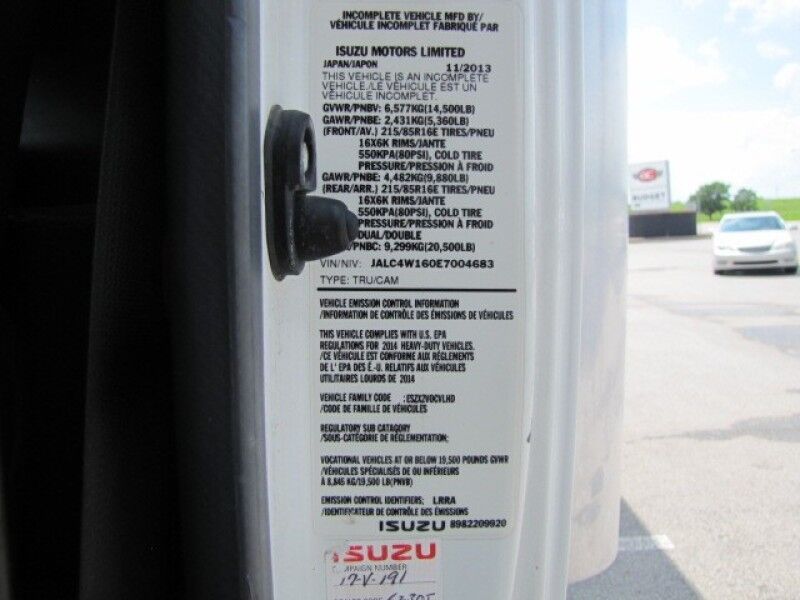 INCOMPLETE VEHICLE MFD BY/
VÉHICULE INCOMPLET FABRIQUÉ PAR
ISUZU MOTORS LIMITED
JAPAN/JAPON 11/2013
THIS VEHICLE IS AN INCOMPLETE
VEHICLE./LE VÉHICULE EST UN
VÉHICULE INCOMPLET.
GVWR/PNBV: 6,577KG(14,500LB)
GAWR/PNBE: 2,431KG(5,360LB)
(FRONT/AV.) 215/85R16E TIRES/PNEU
16X6K RIMS/JANTE
550KPA(80PSI), COLD TIRE
PRESSURE/PRESSION À FROID
GAWR/PNBE: 4,482KG(9,880LB)
(REAR/ARR.) 215/85R16E TIRES/PNEU
16X6K RIMS/JANTE
550KPA(80PSI), COLD TIRE
PRESSURE/PRESSION À FROID
DUAL/DOUBLE
/PNBC: 9,299KG(20,500LB)
VIN/NIV: JALC4W160E7004683
TYPE: TRU/CAM
VEHICLE EMISSION CONTROL INFORMATION
/INFORMATION DE CONTRÔLE DES ÉMISSIONS DE VÉHICULES
THIS VEHICLE COMPLIES WITH U.S. EPA
REGULATIONS FOR 2014 HEAVY-DUTY VEHICLES.
/CE VÉHICULE EST CONFORME AUX RÈGLEMENTS
DE L' EPA DES É.-U. RELATIFS AUX VÉHICULES
UTILITAIRES LOURDS DE 2014
VEHICLE FAMILY CODE : ESZX2VOCVLHD
/CODE DE FAMILLE DE VÉHICULES
REGULATORY SUB CATAGORY
/SOUS-CATÉGORIE DE RÉGLEMENTATION;
VOCATIONAL VEHICLES AT OR BELOW 19,500 POUNDS GVWR
/VÉHICULES SPÉCIALISÉS DE OU INFÉRIEURS
À 8,845 KG/19,500 LB(PNVB)
EMISSION CONTROL IDENTIFIERS; LRRA
/IDENTIFICATEUR DE CONTRÔLE DES ÉMISSIONS
ISUZU 8982209920
ISUZU
CAMPAIGN NUMBER
17-V-191
BUDGET